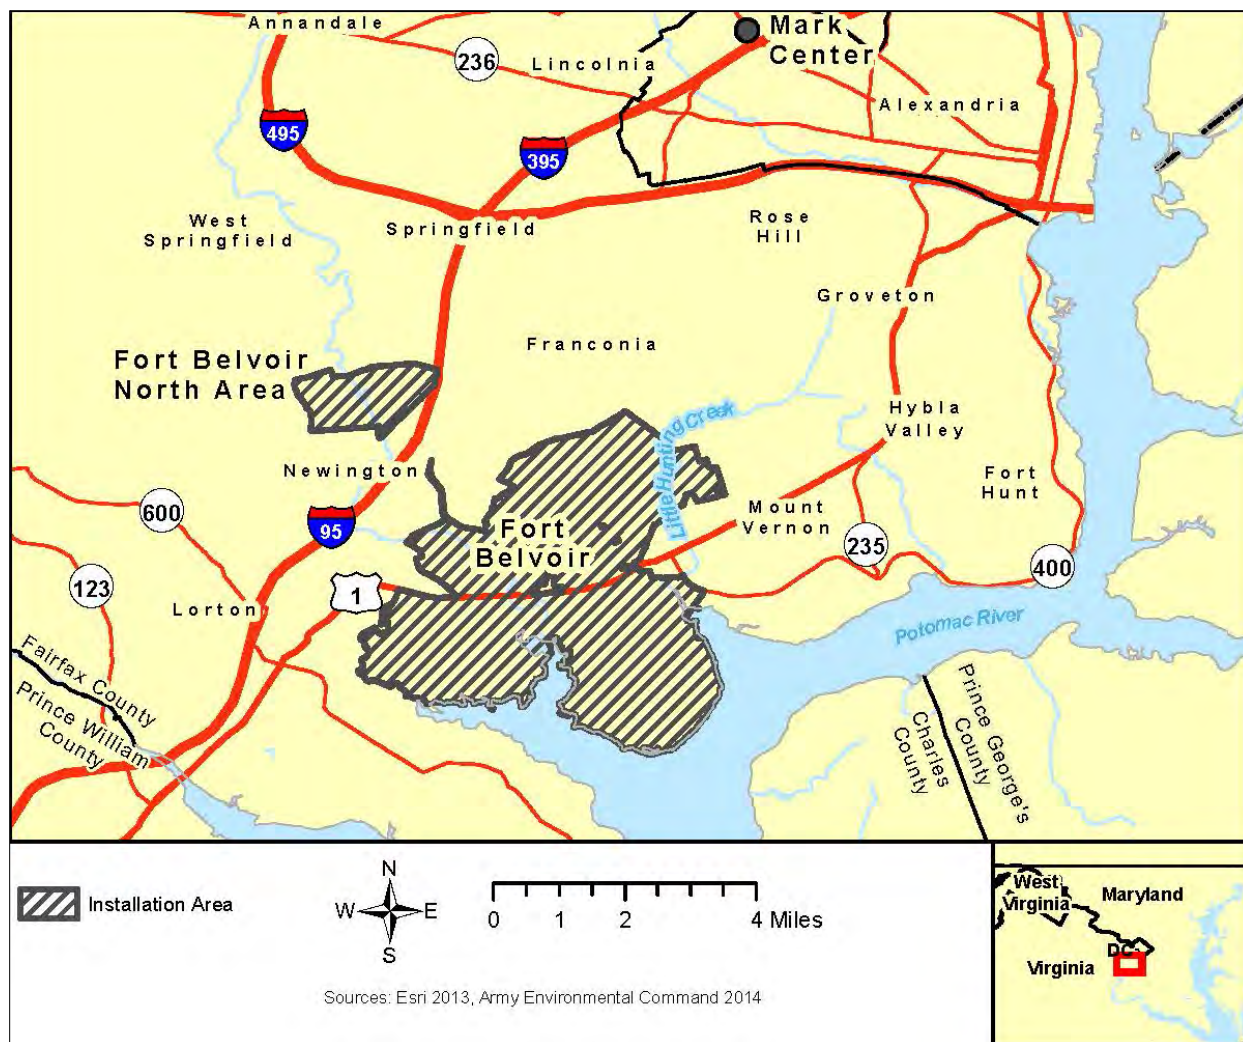 Annandale
Mark
Center
236
Lincolnia
Alexandria
495
395
West
Springfield
Springfield
Rose
Hill
Groveton
Fort Belvoir
North Area
Franconia
Little Hunting Creek
Hybla
Valley
Newington
Fort
Hunt
Mount
Vernon
600
95
Fort
Belvoir
235
400
123
1
Lorton
Potomac River
Fairfax County
Prince William
County
Charles
County
Prince George's
County
Installation Area
N
W
E
S
0 1 2 4 Miles
Sources: Esri 2013, Army Environmental Command 2014
West
Virginia
Maryland
DC
Virginia